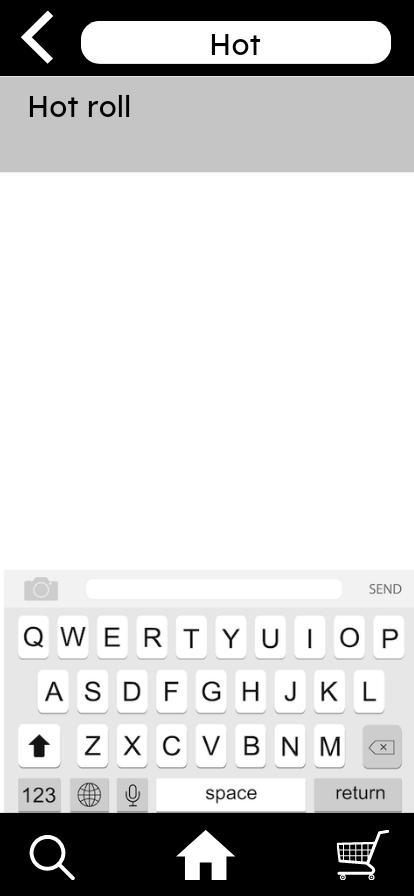 Hot
Hot roll
SEND
Q W E R T Y U I O P
A S D F G H J K L
Z X C V B N M
123 space return